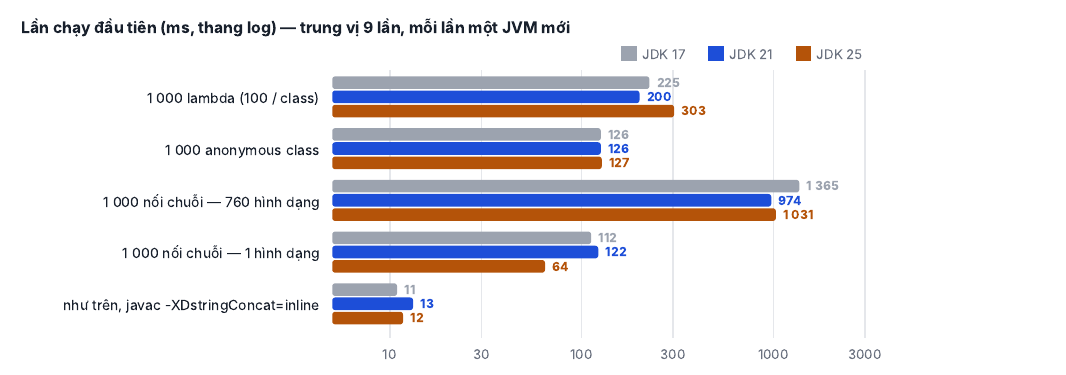 Lần chạy đầu tiên (ms, thang log) — trung vị 9 lần, mỗi lần một JVM mới
JDK 17 JDK 21 JDK 25
1 000 lambda (100 / class)
225
200
303
1 000 anonymous class
126
126
127
1 000 nối chuỗi — 760 hình dạng
1 365
974
1 031
1 000 nối chuỗi — 1 hình dạng
112
122
64
như trên, javac -XDstringConcat=inline
11
13
12
10 30 100 300 1000 3000